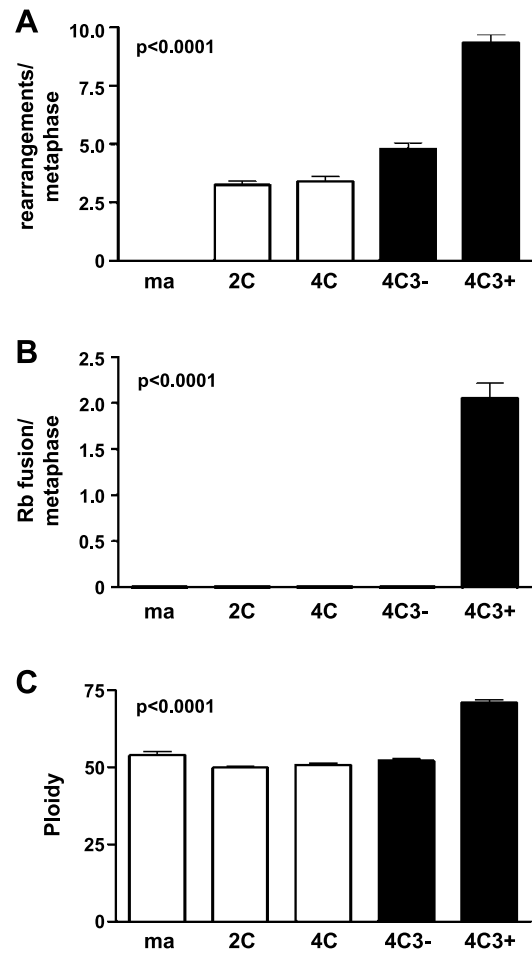 A
p<0.0001
rearrangements/
metaphase
10.0
7.5
5.0
2.5
0
ma 2C 4C 4C3- 4C3+
B
p<0.0001
Rb fusion/
metaphase
2.5
2.0
1.5
1.0
0.5
0
ma 2C 4C 4C3- 4C3+
C
p<0.0001
Ploidy
75
50
25
0
ma 2C 4C 4C3- 4C3+